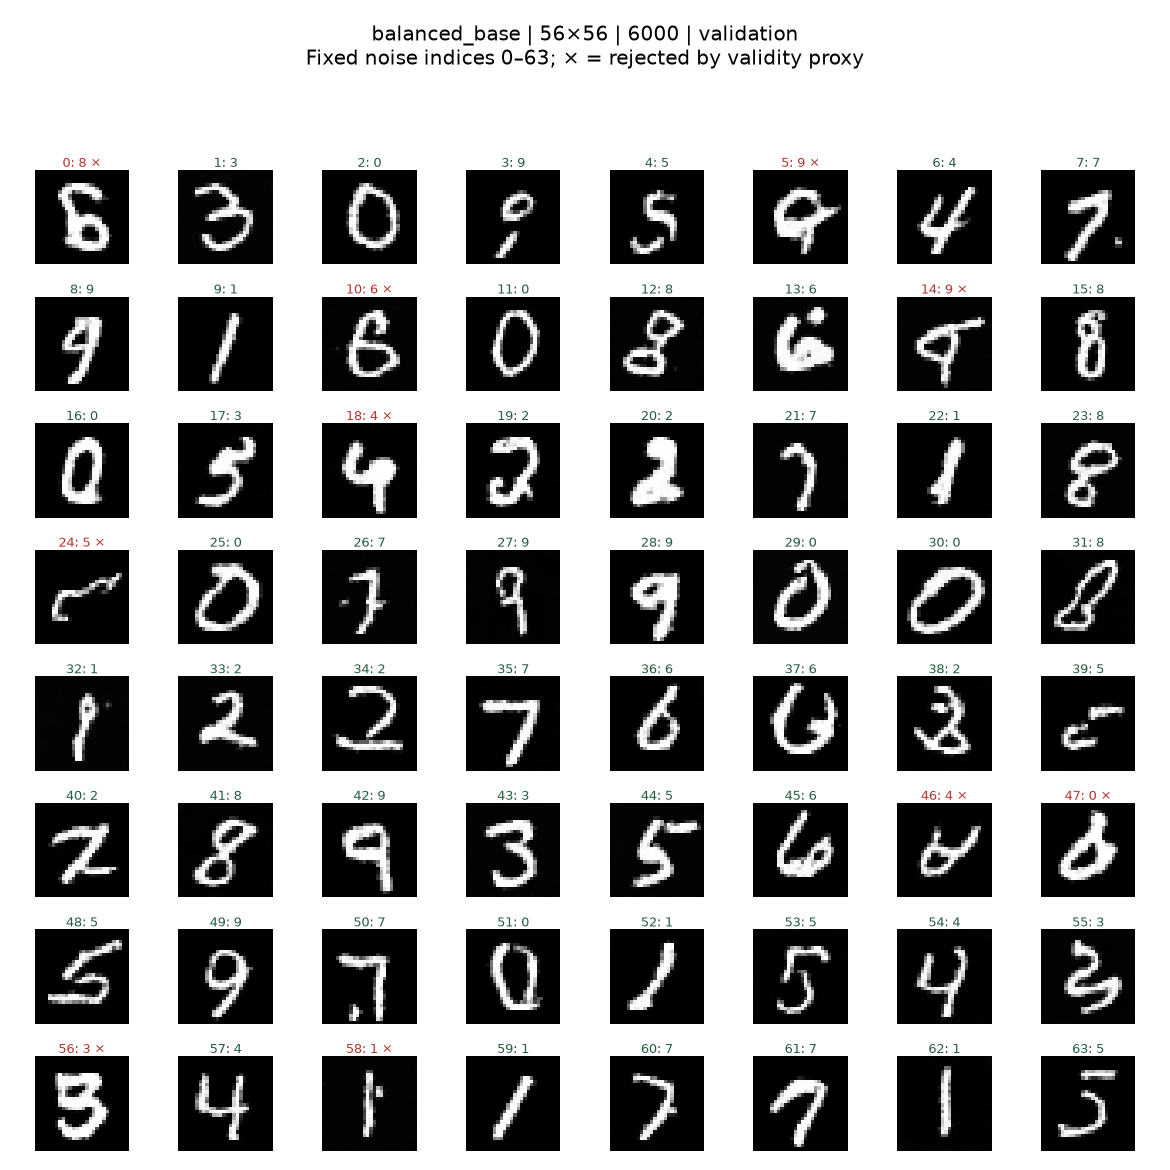 balanced_base | 56×56 | 6000 | validation
Fixed noise indices 0–63; × = rejected by validity proxy
0: 8 × 1: 3 2: 0 3: 9 4: 5 5: 9 × 6: 4 7: 7
8: 9 9: 1 10: 6 × 11: 0 12: 8 13: 6 14: 9 × 15: 8
16: 0 17: 3 18: 4 × 19: 2 20: 2 21: 7 22: 1 23: 8
24: 5 × 25: 0 26: 7 27: 9 28: 9 29: 0 30: 0 31: 8
32: 1 33: 2 34: 2 35: 7 36: 6 37: 6 38: 2 39: 5
40: 2 41: 8 42: 9 43: 3 44: 5 45: 6 46: 4 × 47: 0 ×
48: 5 49: 9 50: 7 51: 0 52: 1 53: 5 54: 4 55: 3
56: 3 × 57: 4 58: 1 × 59: 1 60: 7 61: 7 62: 1 63: 5